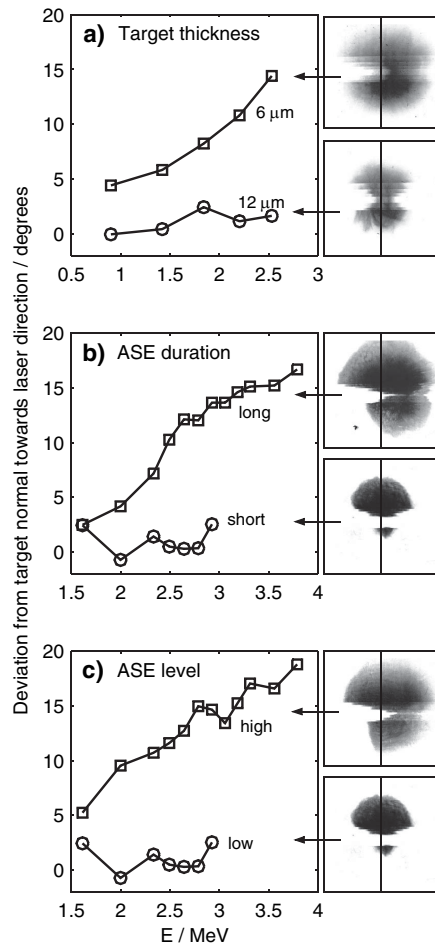 Deviation from target normal towards laser direction / degrees
a) Target thickness
20
15
10
5
0
6 μm
12 μm
0.5 1 1.5 2 2.5 3
b) ASE duration
20
15
10
5
0
long
short
1.5 2 2.5 3 3.5 4
c) ASE level
20
15
10
5
0
high
low
1.5 2 2.5 3 3.5 4
E / MeV